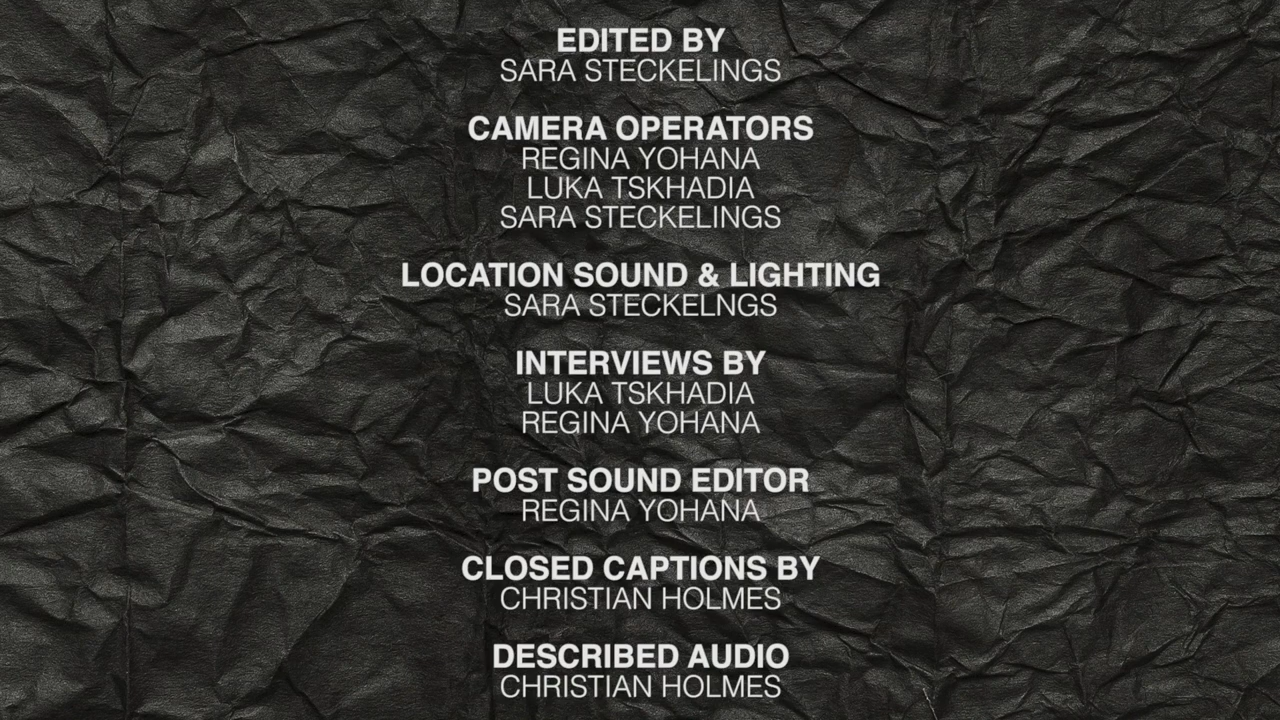 EDITED BY
SARA STECKELINGS
CAMERA OPERATORS
REGINA YOHANA
LUKA TSKHADIA
SARA STECKELINGS
LOCATION SOUND & LIGHTING
SARA STECKELNGS
INTERVIEWS BY
LUKA TSKHADIA
REGINA YOHANA
POST SOUND EDITOR
REGINA YOHANA
CLOSED CAPTIONS BY
CHRISTIAN HOLMES
DESCRIBED AUDIO
CHRISTIAN HOLMES